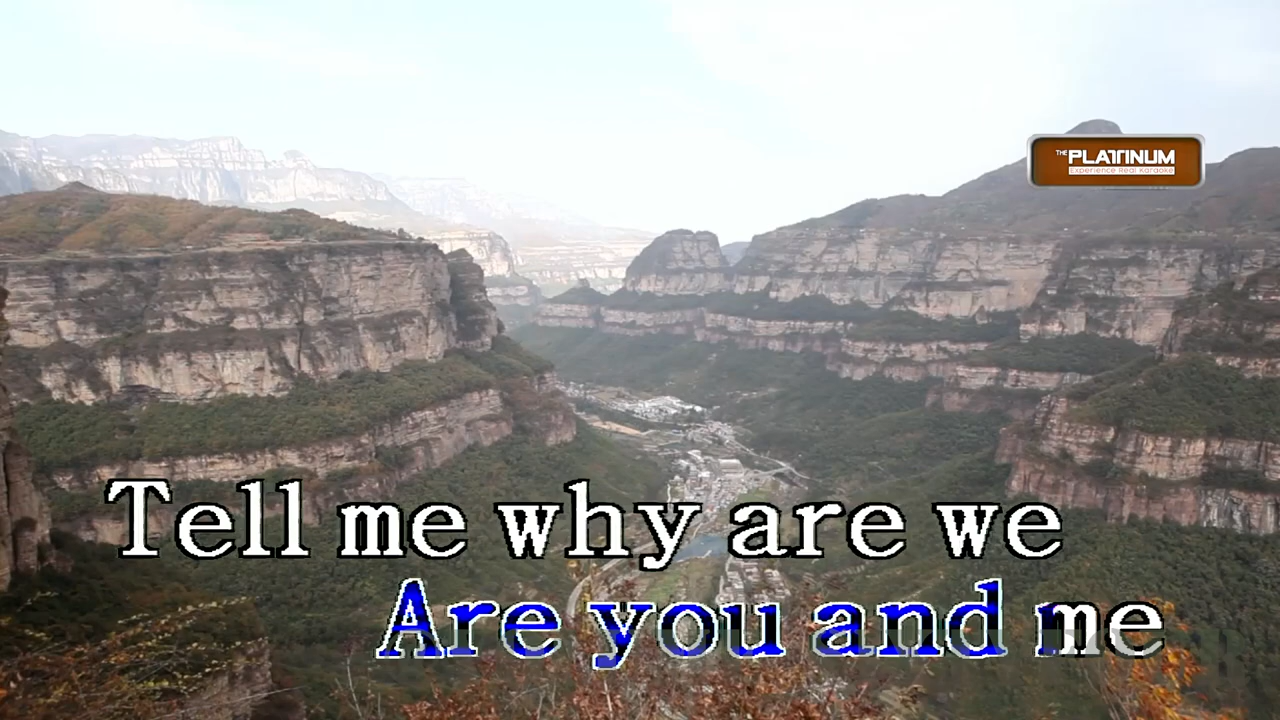 THE PLATINUM
Experience Real Karaoke
Tell me why are we
Are you and me